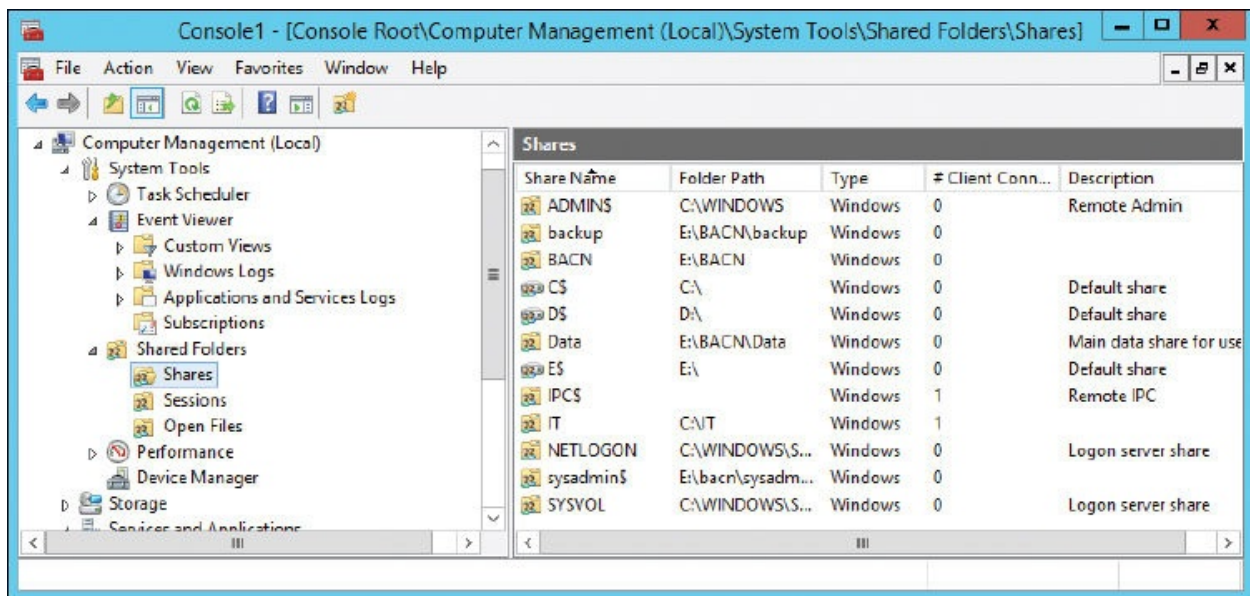 Console1 - [Console Root\Computer Management (Local)\System Tools\Shared Folders\Shares]
File Action View Favorites Window Help
Computer Management (Local)
System Tools
Task Scheduler
Event Viewer
Custom Views
Windows Logs
Applications and Services Logs
Subscriptions
Shared Folders
Shares
Sessions
Open Files
Performance
Device Manager
Storage
Services and Applications
Shares
Share Name Folder Path Type # Client Conn... Description
ADMIN$ C:\WINDOWS Windows 0 Remote Admin
backup E:\BACN\backup Windows 0
BACN E:\BACN Windows 0
C$ C:\ Windows 0 Default share
D$ D:\ Windows 0 Default share
Data E:\BACN\Data Windows 0 Main data share for use
E$ E:\ Windows 0 Default share
IPC$ Windows 1 Remote IPC
IT C:\IT Windows 1
NETLOGON C:\WINDOWS\S... Windows 0 Logon server share
sysadmin$ E:\bacn\sysadm... Windows 0
SYSVOL C:\WINDOWS\S... Windows 0 Logon server share